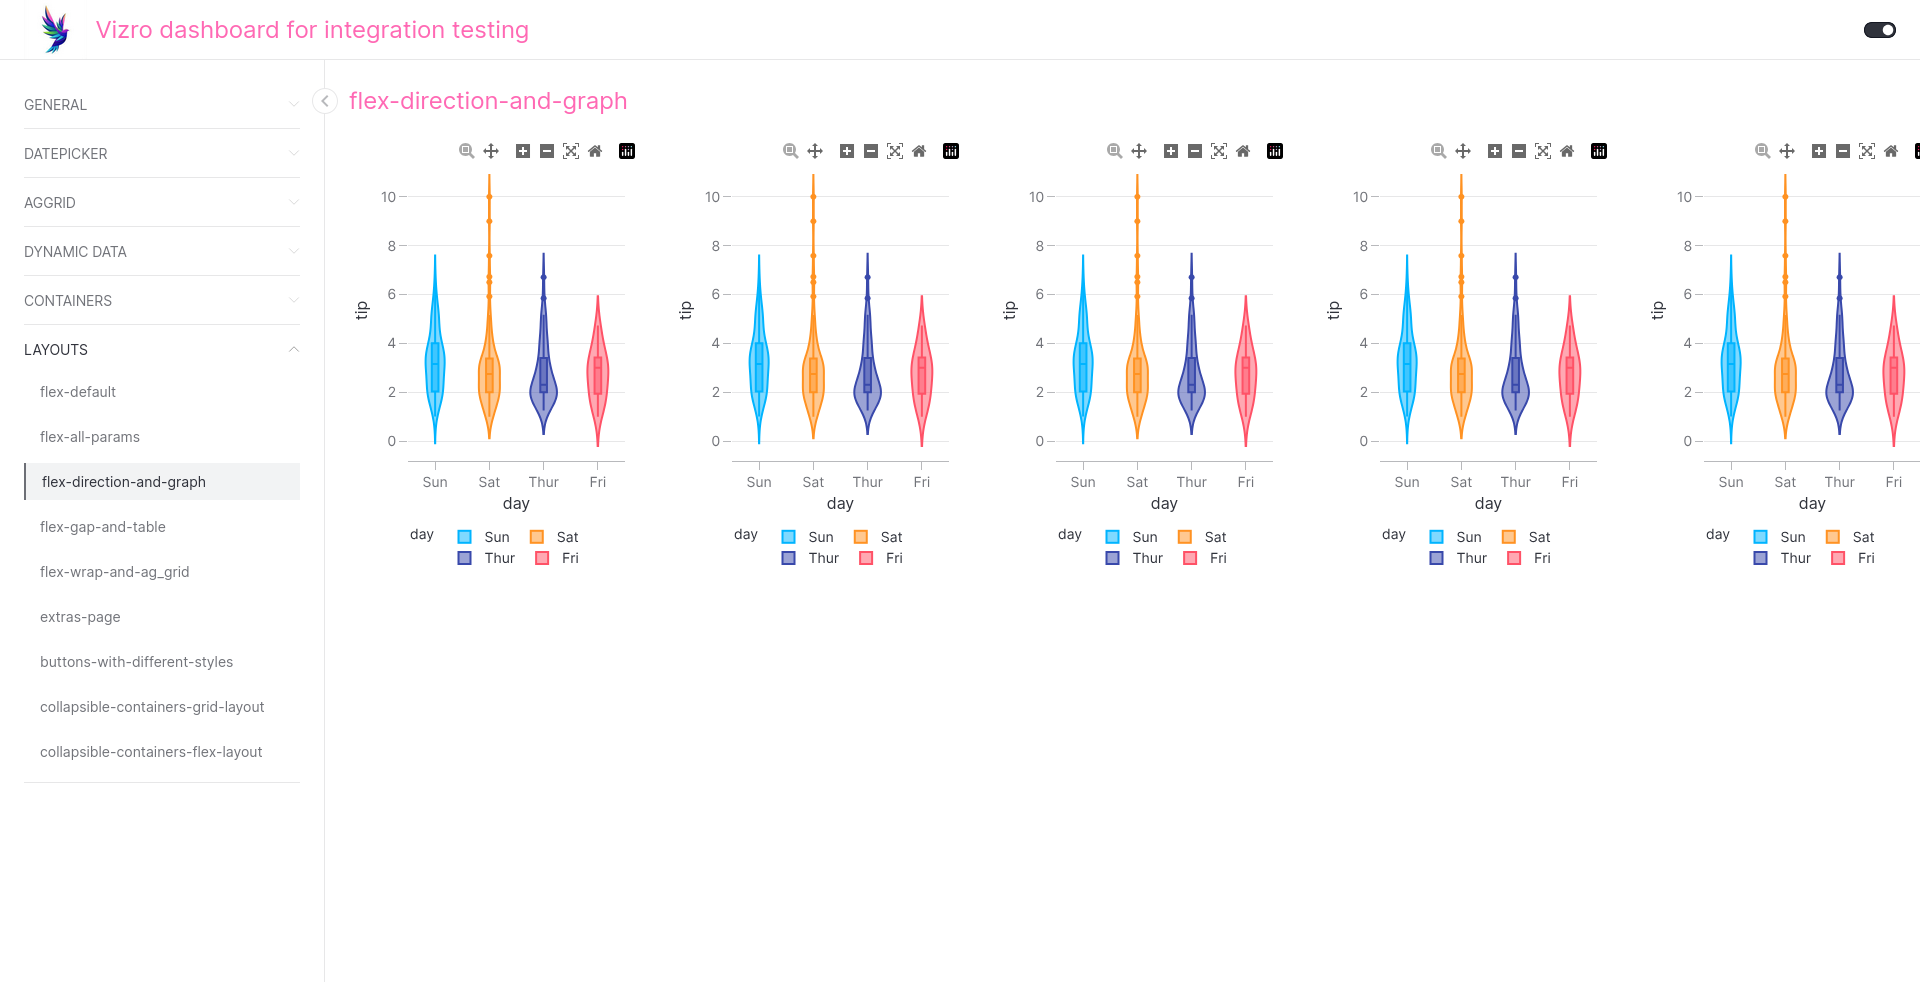 Vizro dashboard for integration testing
GENERAL
DATEPICKER
AGGRID
DYNAMIC DATA
CONTAINERS
LAYOUTS
flex-default
flex-all-params
flex-direction-and-graph
flex-gap-and-table
flex-wrap-and-ag_grid
extras-page
buttons-with-different-styles
collapsible-containers-grid-layout
collapsible-containers-flex-layout
flex-direction-and-graph
10
8
6
4
2
0
tip
Sun Sat Thur Fri
day
day Sun Sat
Thur Fri
10
8
6
4
2
0
tip
Sun Sat Thur Fri
day
day Sun Sat
Thur Fri
10
8
6
4
2
0
tip
Sun Sat Thur Fri
day
day Sun Sat
Thur Fri
10
8
6
4
2
0
tip
Sun Sat Thur Fri
day
day Sun Sat
Thur Fri
10
8
6
4
2
0
tip
Sun Sat Thur Fri
day
day Sun Sat
Thur Fri